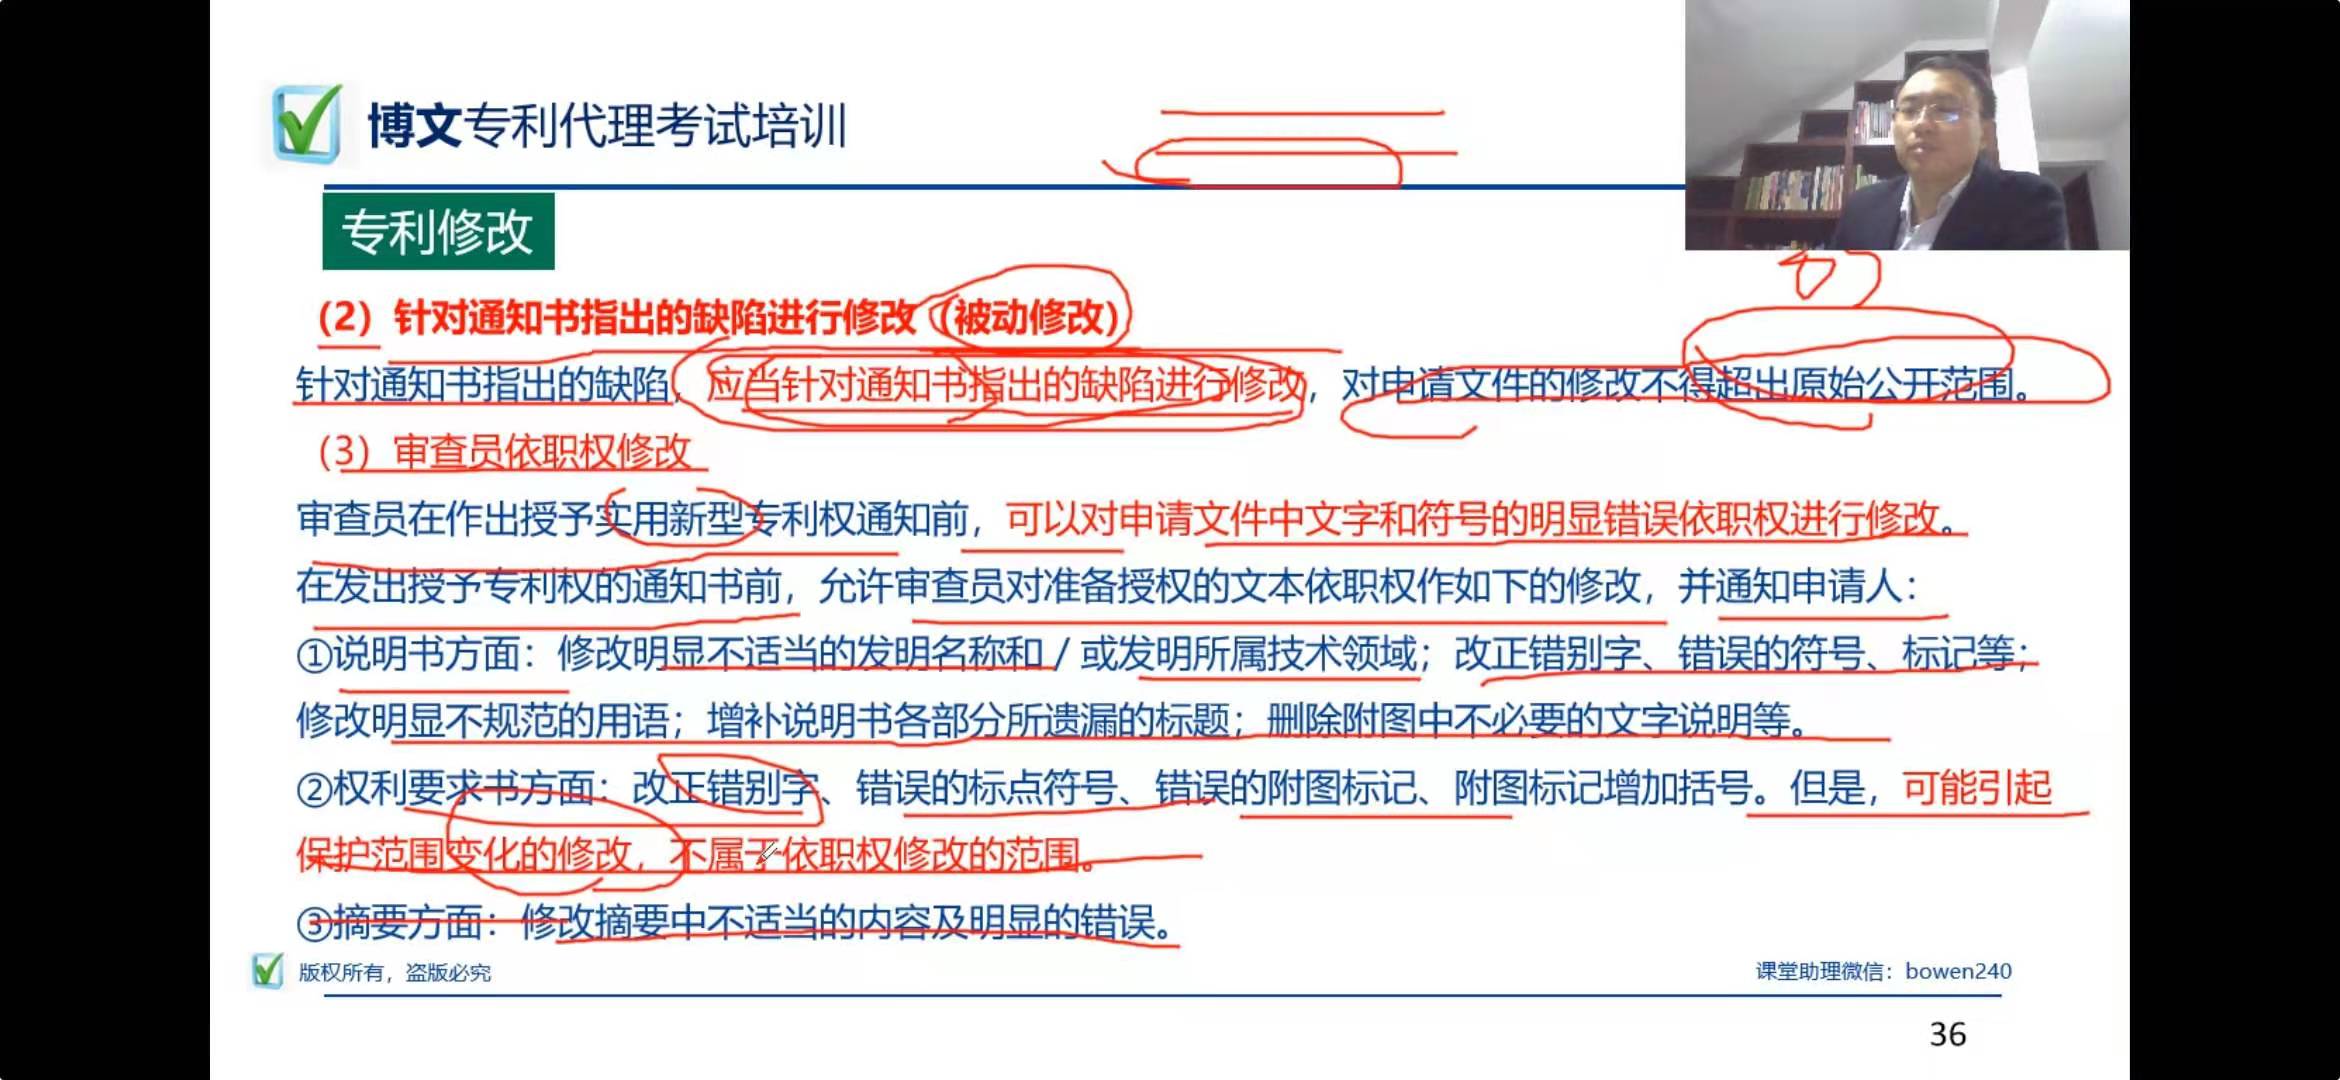 博文专利代理考试培训
专利修改
（2）针对通知书指出的缺陷进行修改（被动修改）
针对通知书指出的缺陷，应当针对通知书指出的缺陷进行修改，对申请文件的修改不得超出原始公开范围。
（3）审查员依职权修改
审查员在作出授予实用新型专利权通知前，可以对申请文件中文字和符号的明显错误依职权进行修改。
在发出授予专利权的通知书前，允许审查员对准备授权的文本依职权作如下的修改，并通知申请人：
①说明书方面：修改明显不适当的发明名称和／或发明所属技术领域；改正错别字、错误的符号、标记等；
修改明显不规范的用语；增补说明书各部分所遗漏的标题；删除附图中不必要的文字说明等。
②权利要求书方面：改正错别字、错误的标点符号、错误的附图标记、附图标记增加括号。但是，可能引起
保护范围变化的修改，不属于依职权修改的范围。
③摘要方面：修改摘要中不适当的内容及明显的错误。
版权所有，盗版必究
课堂助理微信：bowen240
36